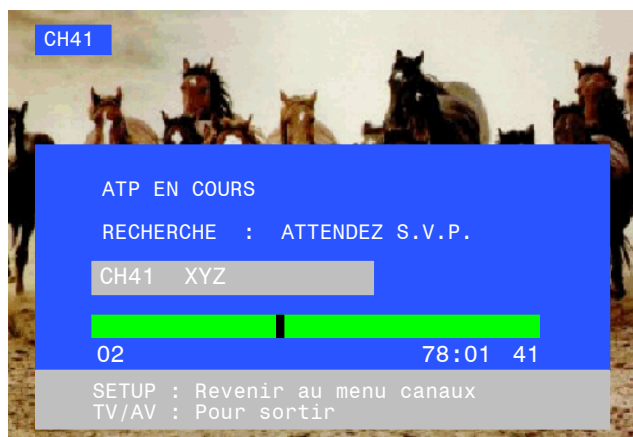 CH41
ATP EN COURS
RECHERCHE : ATTENDEZ S.V.P.
CH41 XYZ
02 78:01 41
SETUP : Revenir au menu canaux
TV/AV : Pour sortir